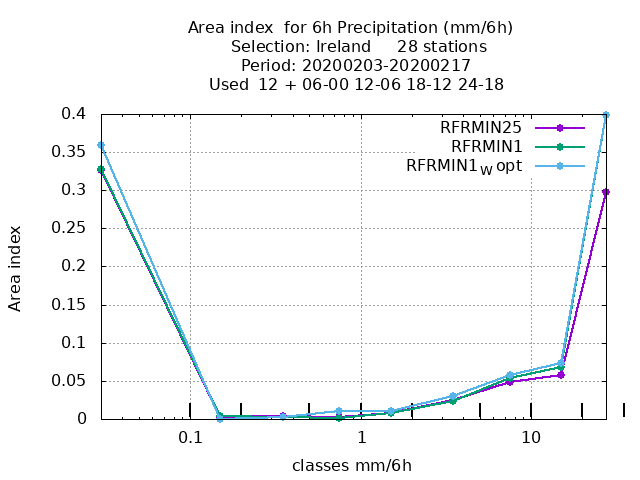 Area index  for 6h Precipitation (mm/6h)
Selection: Ireland     28 stations
Period: 20200203-20200217
Used  12 + 06-00 12-06 18-12 24-18
RFRMIN25
RFRMIN1
RFRMIN1W opt
0.4
0.35
0.3
0.25
0.2
0.15
0.1
0.05
0
Area index
0.1 1 10
classes mm/6h